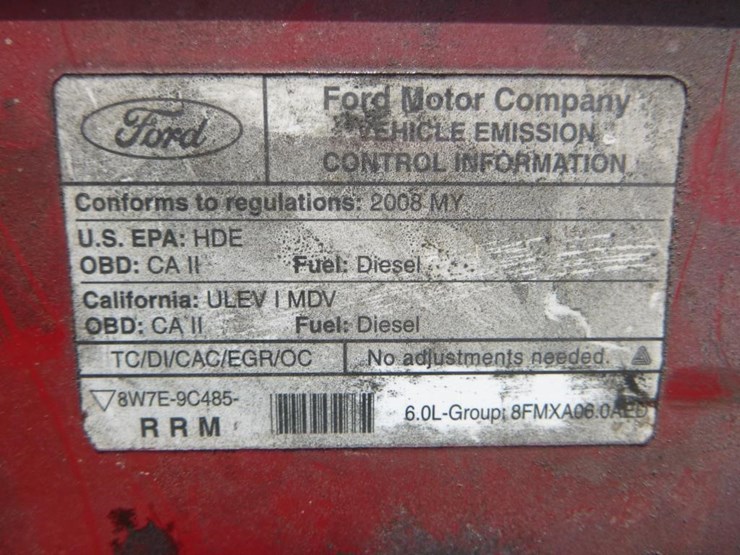 Ford
Ford Motor Company
VEHICLE EMISSION
CONTROL INFORMATION
Conforms to regulations: 2008 MY
U.S. EPA: HDE
OBD: CA II Fuel: Diesel
California: ULEV I MDV
OBD: CA II Fuel: Diesel
TC/DI/CAC/EGR/OC No adjustments needed.
8W7E-9C485-
RRM
6.0L-Group: 8FMXA06.0AED